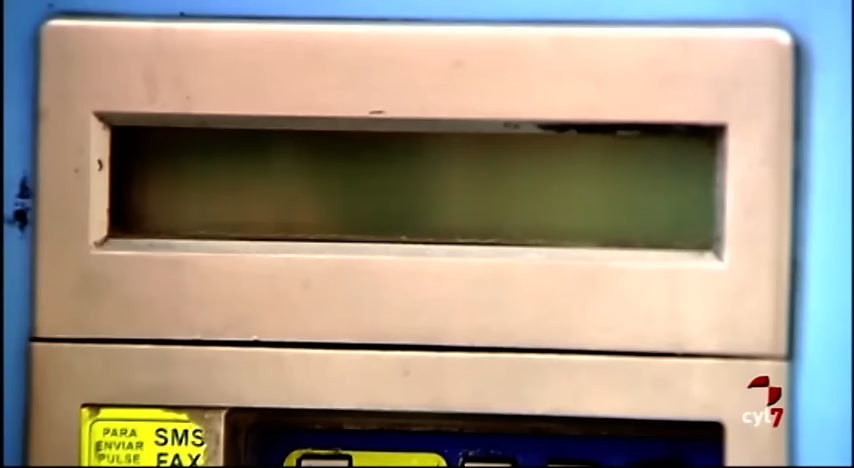 PARA
ENVIAR
PULSE
SMS
FAX
cyl7